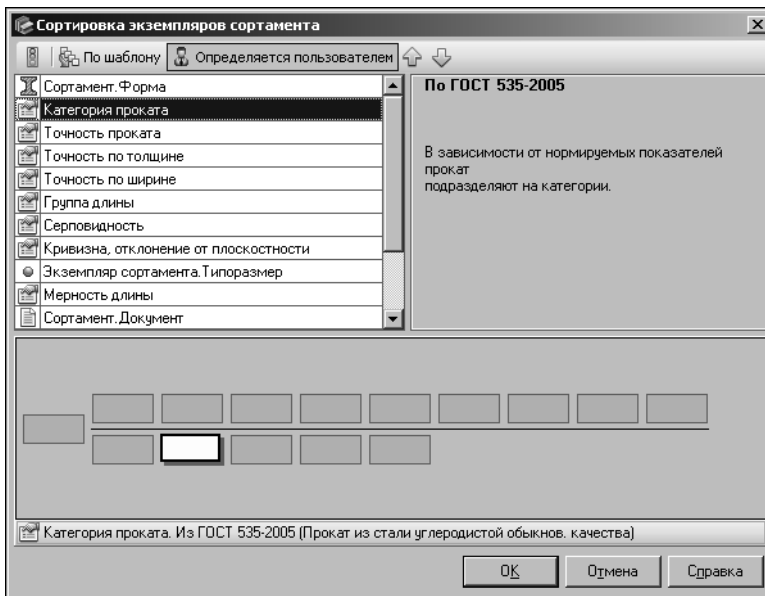 Сортировка экземпляров сортамента
По шаблону Определяется пользователем
Сортамент.Форма
Категория проката
Точность проката
Точность по толщине
Точность по ширине
Группа длины
Серповидность
Кривизна, отклонение от плоскостности
Экземпляр сортамента.Типоразмер
Мерность длины
Сортамент.Документ
По ГОСТ 535-2005
В зависимости от нормируемых показателей
прокат
подразделяют на категории.
Категория проката. Из ГОСТ 535-2005 (Прокат из стали углеродистой обыкнов. качества)
OK Отмена Справка